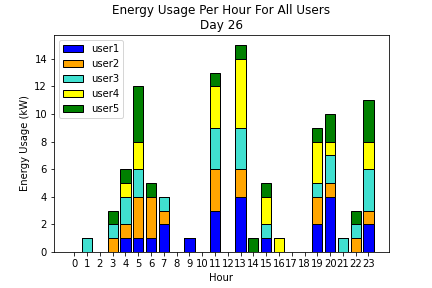 Energy Usage Per Hour For All Users
Day 26
user1
user2
user3
user4
user5
Energy Usage (kW)
14
12
10
8
6
4
2
0
0 1 2 3 4 5 6 7 8 9 10 11 12 13 14 15 16 17 18 19 20 21 22 23
Hour